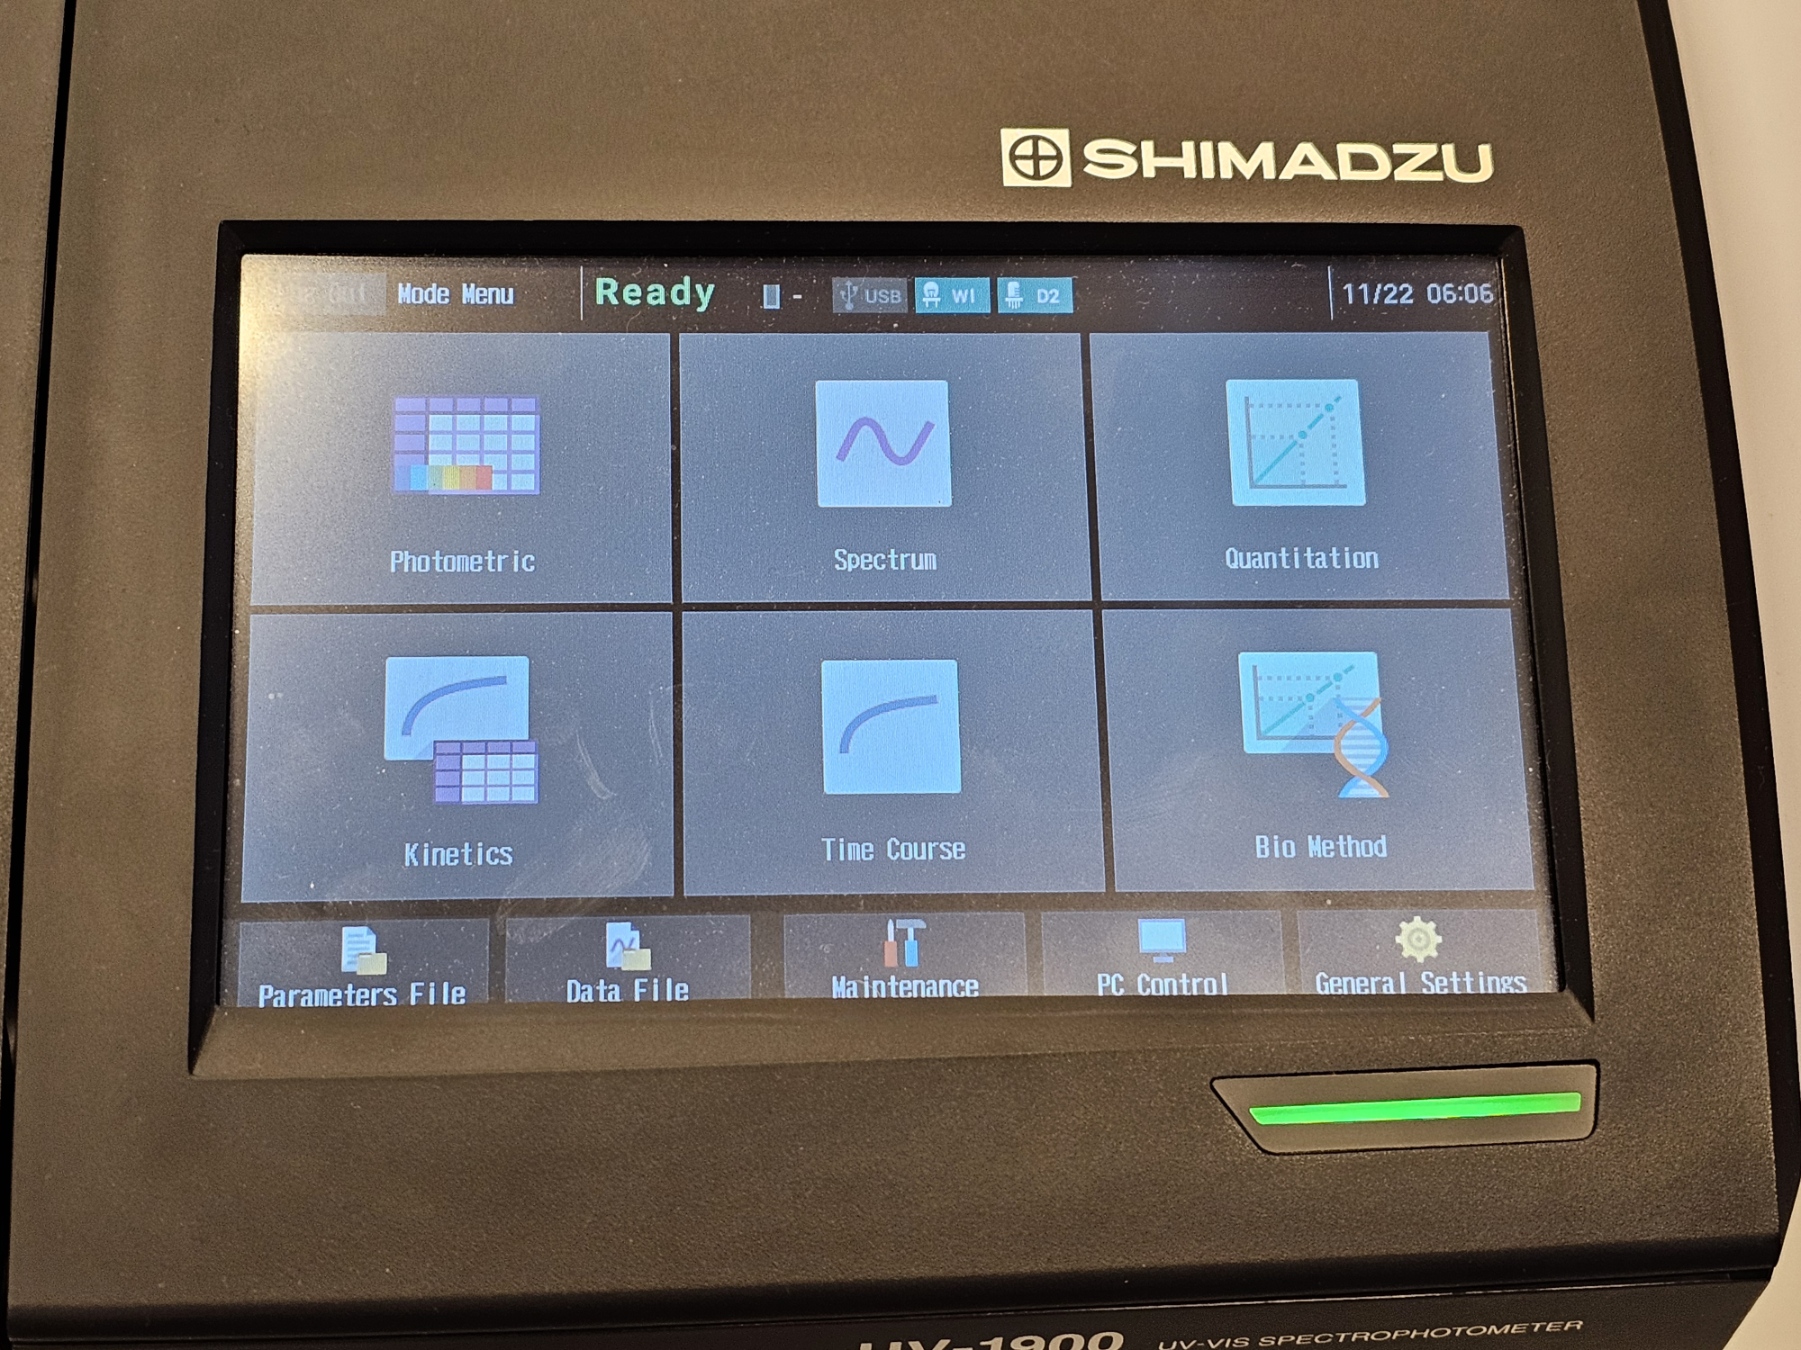 SHIMADZU
Mode Menu Ready - USB WI D2 11/22 06:06
Photometric Spectrum Quantitation
Kinetics Time Course Bio Method
Parameters File Data File Maintenance PC Control General Settings
UV-1900 UV-VIS SPECTROPHOTOMETER